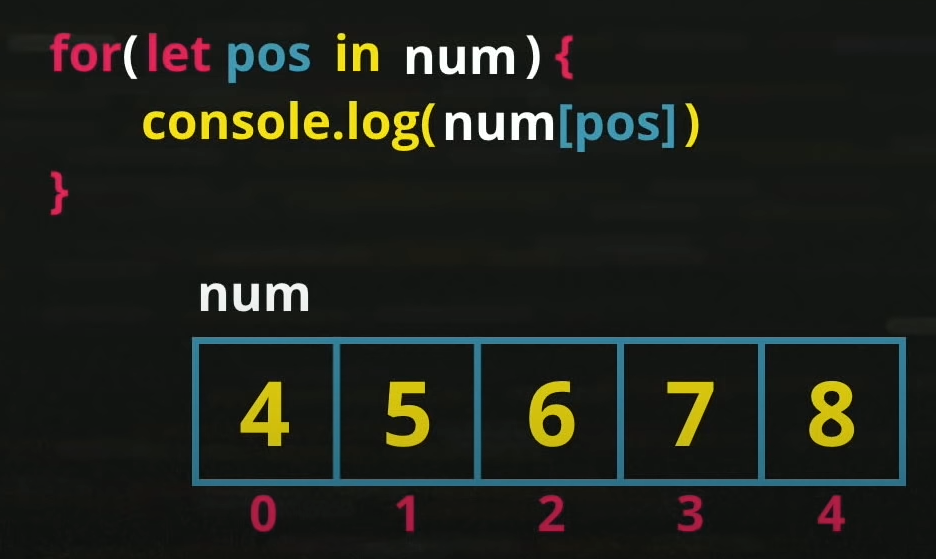 for(let pos in num) {
console.log(num[pos])
}
num
4 5 6 7 8
0 1 2 3 4